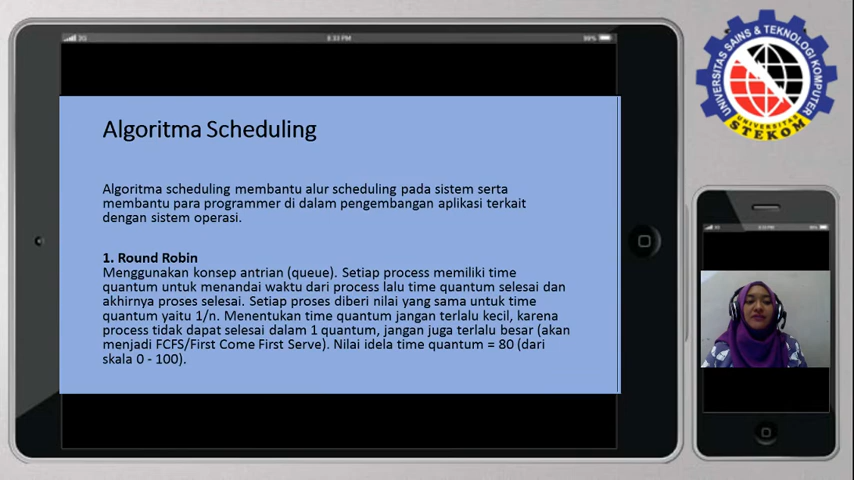 3G
8:33 PM
Algoritma Scheduling
Algoritma scheduling membantu alur scheduling pada sistem serta
membantu para programmer di dalam pengembangan aplikasi terkait
dengan sistem operasi.
1. Round Robin
Menggunakan konsep antrian (queue). Setiap process memiliki time
quantum untuk menandai waktu dari process lalu time quantum selesai dan
akhirnya proses selesai. Setiap proses diberi nilai yang sama untuk time
quantum yaitu 1/n. Menentukan time quantum jangan terlalu kecil, karena
process tidak dapat selesai dalam 1 quantum, jangan juga terlalu besar (akan
menjadi FCFS/First Come First Serve). Nilai idela time quantum = 80 (dari
skala 0 - 100).
UNIVERSITAS SAINS & TEKNOLOGI KOMPUTER
UNIVERSITAS
STEKOM